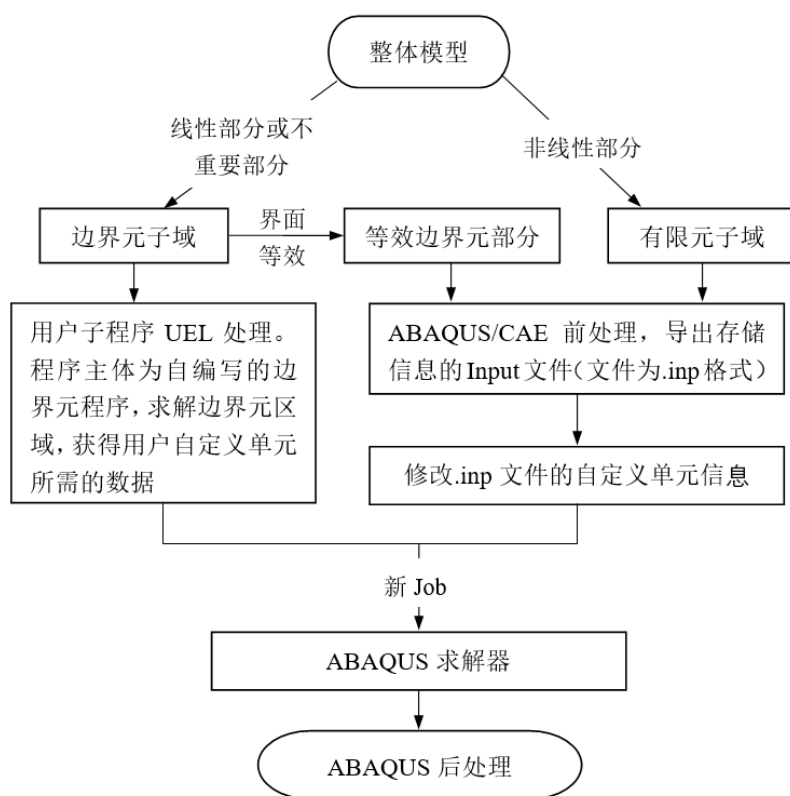 整体模型
线性部分或不
重要部分
非线性部分
边界元子域
界面
等效
等效边界元部分
有限元子域
用户子程序 UEL 处理。
程序主体为自编写的边
界元程序，求解边界元区
域，获得用户自定义单元
所需的数据
ABAQUS/CAE 前处理，导出存储
信息的Input文件（文件为.inp格式）
修改.inp 文件的自定义单元信息
新 Job
ABAQUS 求解器
ABAQUS 后处理